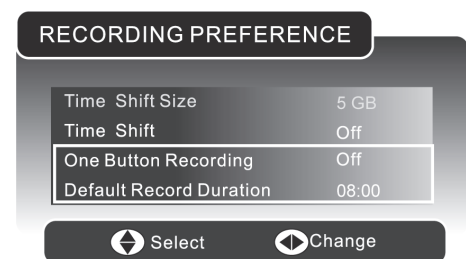 RECORDING PREFERENCE
Time Shift Size 5 GB
Time Shift Off
One Button Recording Off
Default Record Duration 08:00
Select Change